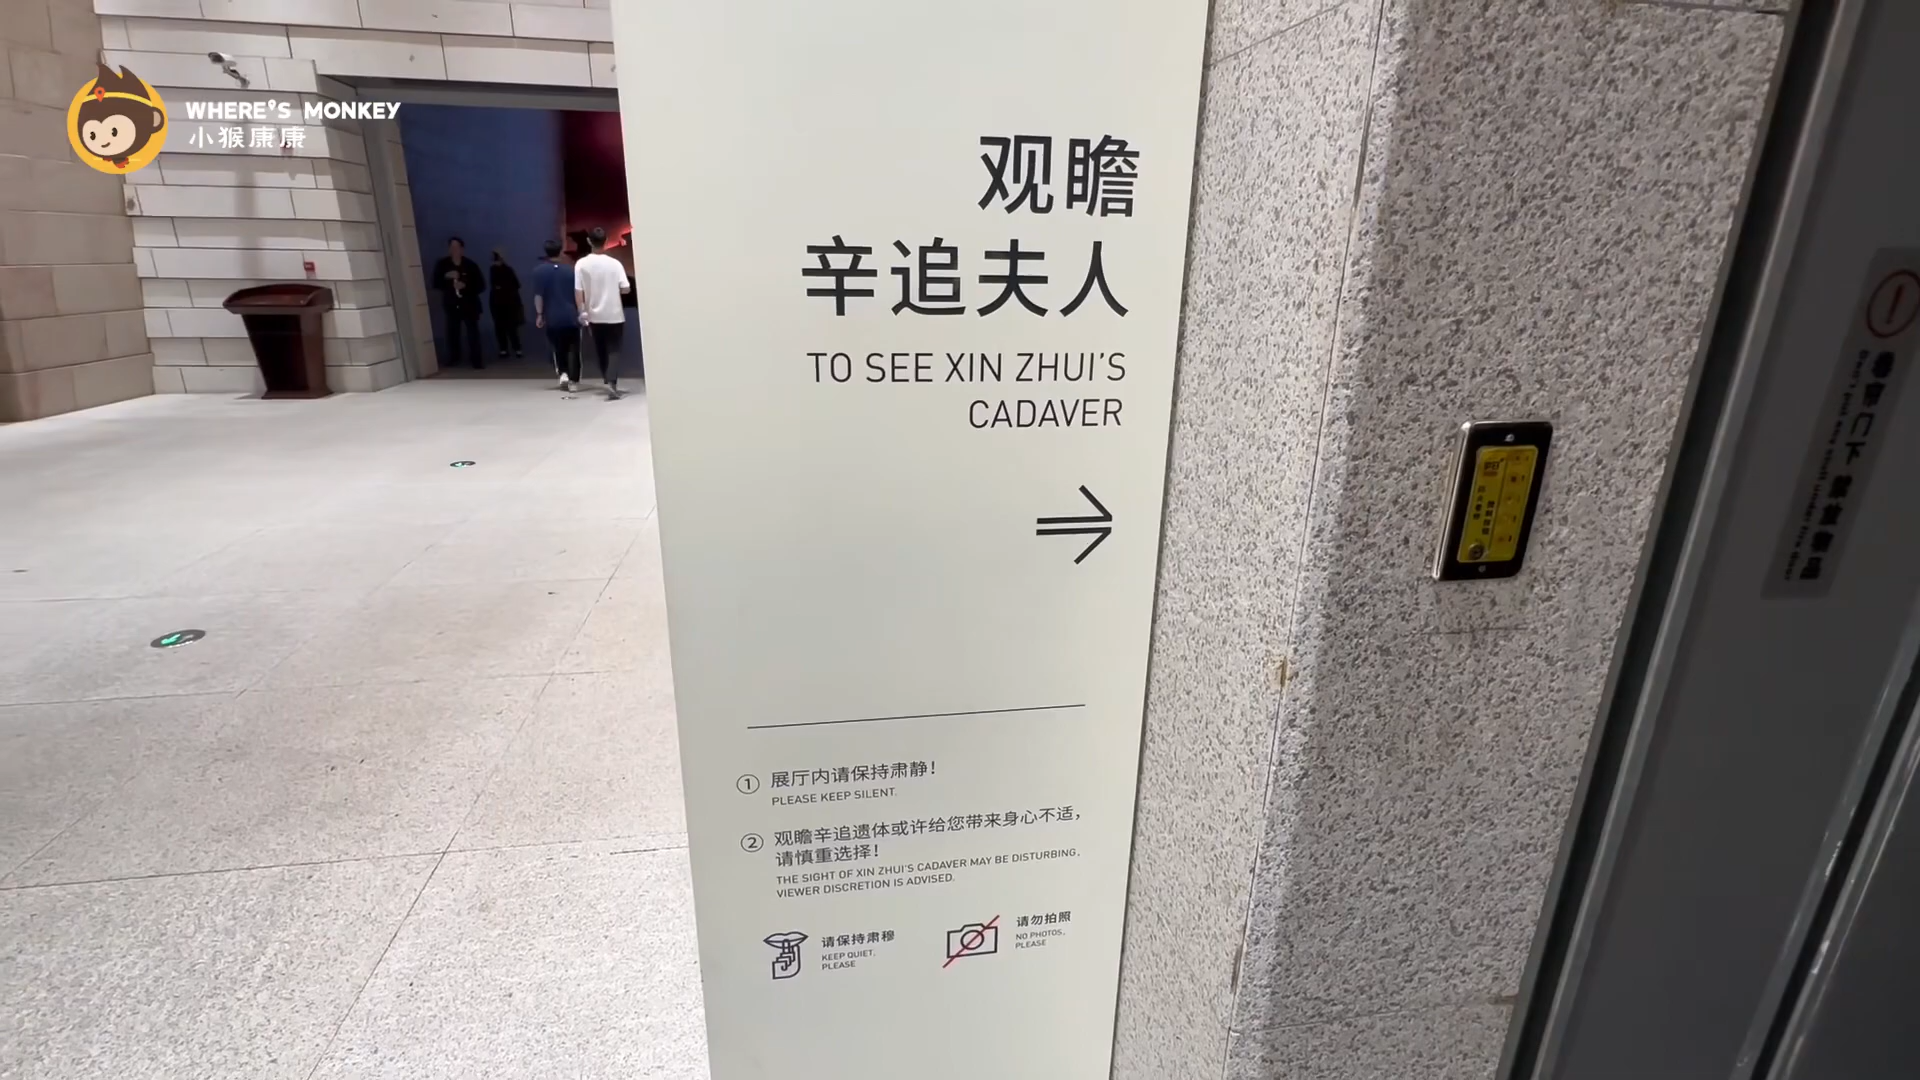 WHERE'S MONKEY
小猴康康
观瞻
辛追夫人
TO SEE XIN ZHUI'S
CADAVER
① 展厅内请保持肃静!
PLEASE KEEP SILENT.
② 观瞻辛追遗体或许给您带来身心不适,
请慎重选择!
THE SIGHT OF XIN ZHUI'S CADAVER MAY BE DISTURBING,
VIEWER DISCRETION IS ADVISED.
请保持肃穆
KEEP QUIET,
PLEASE
请勿拍照
NO PHOTOS,
PLEASE